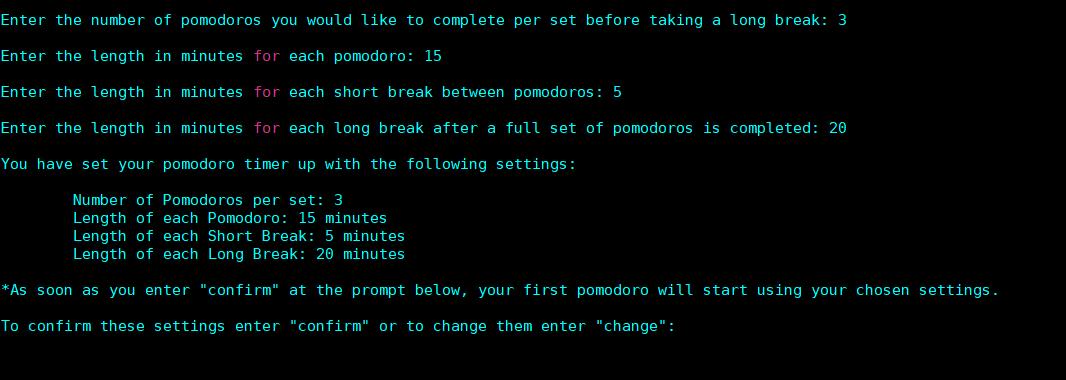 Enter the number of pomodoros you would like to complete per set before taking a long break: 3
Enter the length in minutes for each pomodoro: 15
Enter the length in minutes for each short break between pomodoros: 5
Enter the length in minutes for each long break after a full set of pomodoros is completed: 20
You have set your pomodoro timer up with the following settings:
Number of Pomodoros per set: 3
Length of each Pomodoro: 15 minutes
Length of each Short Break: 5 minutes
Length of each Long Break: 20 minutes
*As soon as you enter "confirm" at the prompt below, your first pomodoro will start using your chosen settings.
To confirm these settings enter "confirm" or to change them enter "change":